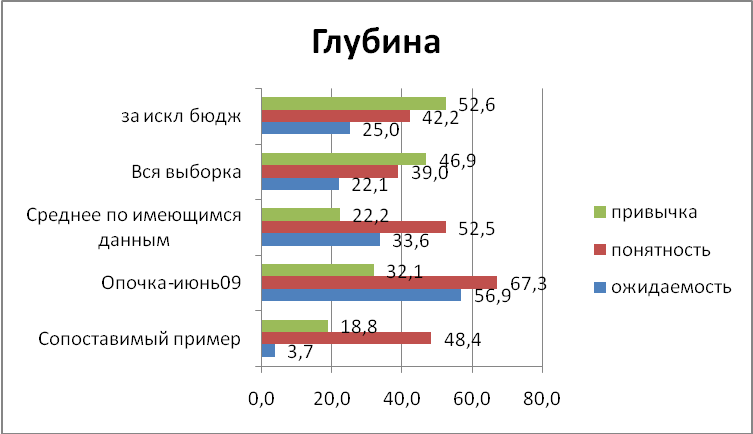 Глубина
за искл бюдж
52,6
42,2
25,0
Вся выборка
46,9
39,0
22,1
Среднее по имеющимся
данным
22,2
52,5
33,6
Опочка-июнь09
32,1
67,3
56,9
Сопоставимый пример
18,8
48,4
3,7
0,0 20,0 40,0 60,0 80,0
привычка
понятность
ожидаемость